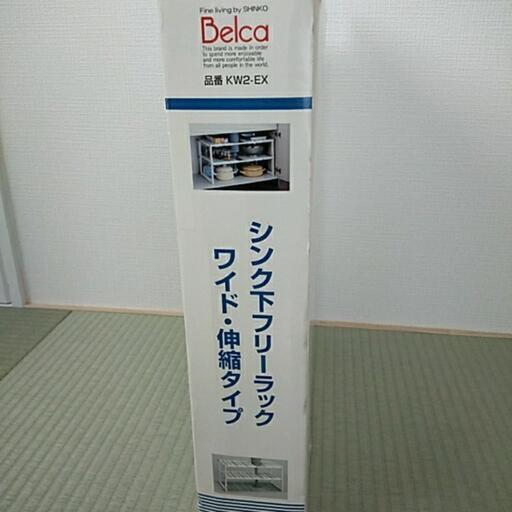 Fine living by SHINKO
Belca
This brand is made in order
to spend more enjoyable
and more comfortable life
from all people in the world.
品番 KW2-EX
シンク下フリーラック
ワイド・伸縮タイプ